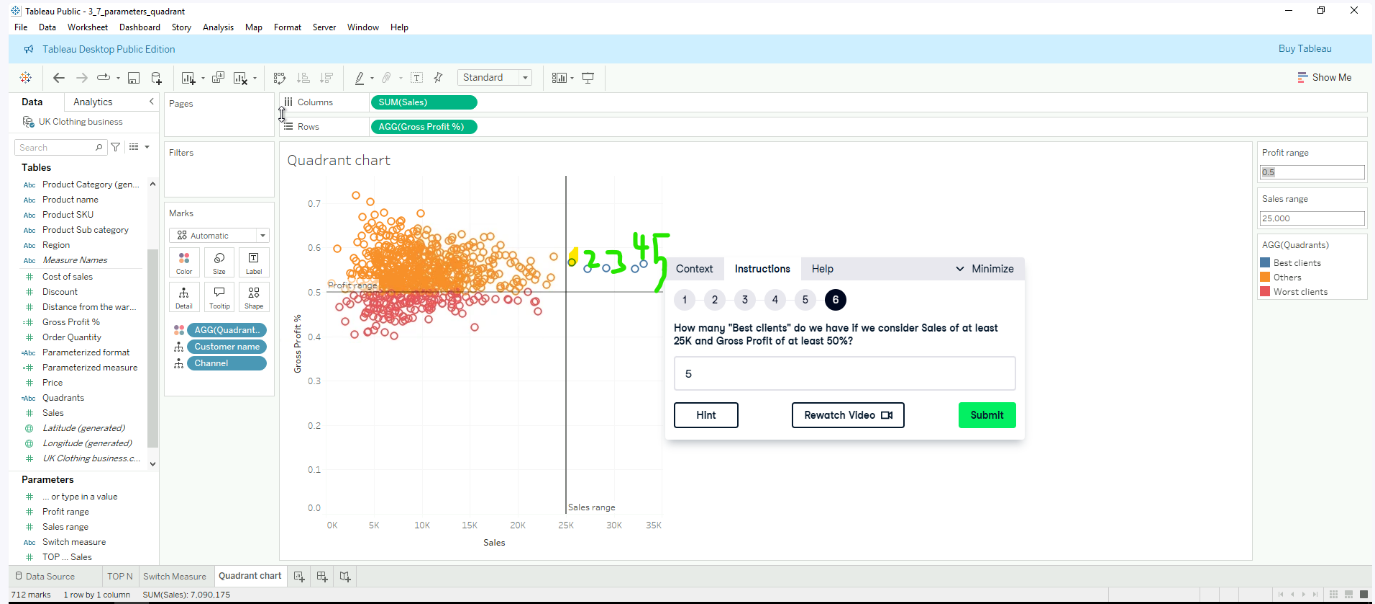 Tableau Public - 3_7_parameters_quadrant
File Data Worksheet Dashboard Story Analysis Map Format Server Window Help
Tableau Desktop Public Edition
Buy Tableau
Standard
Show Me
Data
Analytics
UK Clothing business
Search
Tables
Abc Product Category (gen...
Abc Product name
Abc Product SKU
Abc Product Sub category
Abc Region
Abc Measure Names
Cost of sales
Discount
Distance from the war...
Gross Profit %
Order Quantity
Abc Parameterized format
Parameterized measure
Price
Abc Quadrants
Sales
Latitude (generated)
Longitude (generated)
UK Clothing business.c...
Parameters
... or type in a value
Profit range
Sales range
Abc Switch measure
TOP ... Sales
Pages
Filters
Marks
Automatic
Color Size Label
Detail Tooltip Shape
AGG(Quadrant..
Customer name
Channel
Columns SUM(Sales)
Rows AGG(Gross Profit %)
Quadrant chart
Gross Profit %
0.7
0.6
0.5
0.4
0.3
0.2
0.1
0.0
Profit range
Sales range
0K 5K 10K 15K 20K 25K 30K 35K
Sales
2 3 4 5
Context Instructions Help Minimize
1 2 3 4 5 6
How many "Best clients" do we have if we consider Sales of at least
25K and Gross Profit of at least 50%?
5
Hint Rewatch Video Submit
Profit range
0.5
Sales range
25,000
AGG(Quadrants)
Best clients
Others
Worst clients
Data Source TOP N Switch Measure Quadrant chart
712 marks 1 row by 1 column SUM(Sales): 7.090.175